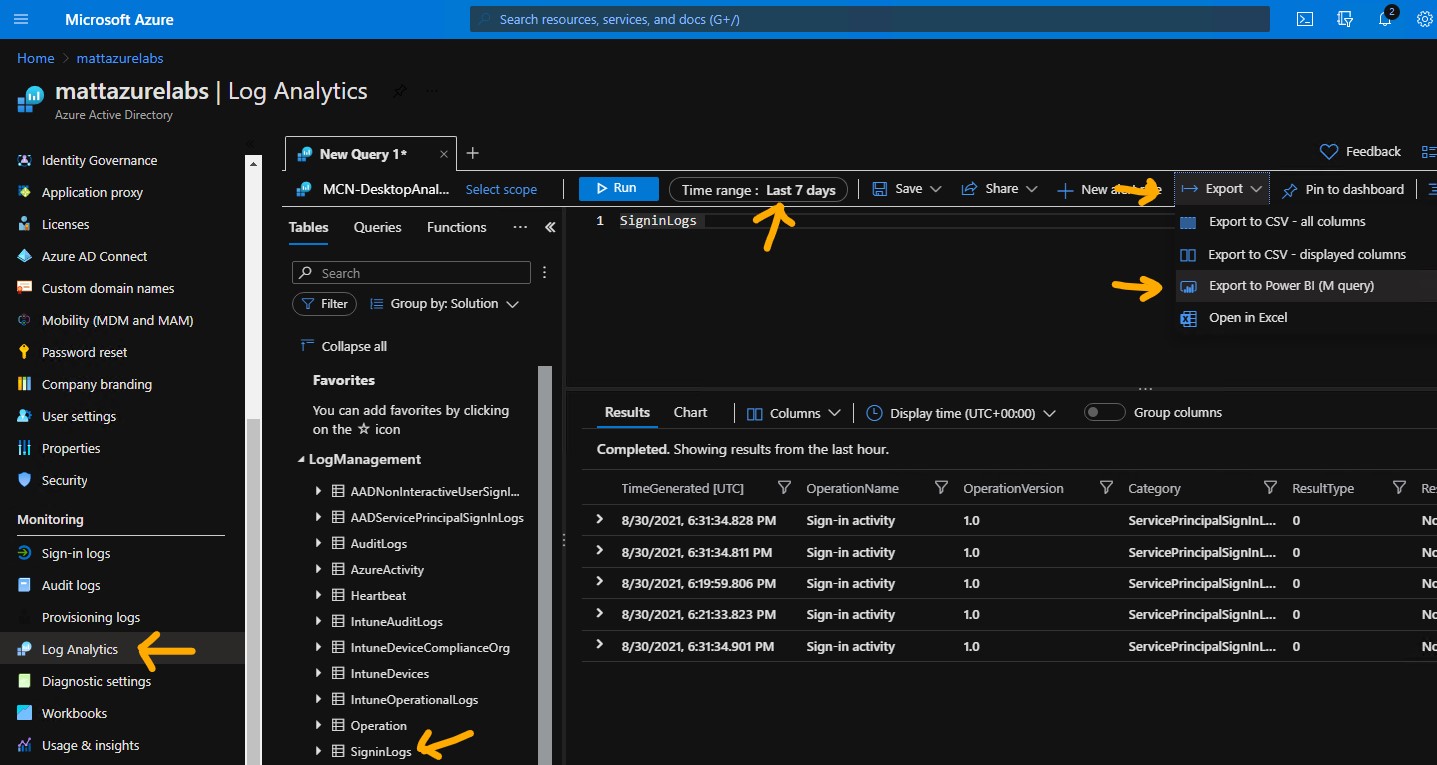 Microsoft Azure
Search resources, services, and docs (G+/)
2
Home > mattazurelabs
mattazurelabs | Log Analytics
Azure Active Directory
Identity Governance
Application proxy
Licenses
Azure AD Connect
Custom domain names
Mobility (MDM and MAM)
Password reset
Company branding
User settings
Properties
Security
Monitoring
Sign-in logs
Audit logs
Provisioning logs
Log Analytics
Diagnostic settings
Workbooks
Usage & insights
New Query 1*
Feedback
MCN-DesktopAnal... Select scope
Run
Time range : Last 7 days
Save
Share
New alert
Export
Pin to dashboard
Export to CSV - all columns
Export to CSV - displayed columns
Export to Power BI (M query)
Open in Excel
Tables Queries Functions ...
Search
Filter
Group by: Solution
Collapse all
Favorites
You can add favorites by clicking
on the ☆ icon
LogManagement
AADNonInteractiveUserSignI...
AADServicePrincipalSignInLogs
AuditLogs
AzureActivity
Heartbeat
IntuneAuditLogs
IntuneDeviceComplianceOrg
IntuneDevices
IntuneOperationalLogs
Operation
SigninLogs
1 SigninLogs
Results Chart Columns Display time (UTC+00:00) Group columns
Completed. Showing results from the last hour.
TimeGenerated [UTC] OperationName OperationVersion Category ResultType Res
8/30/2021, 6:31:34.828 PM Sign-in activity 1.0 ServicePrincipalSignInL... 0 No
8/30/2021, 6:31:34.811 PM Sign-in activity 1.0 ServicePrincipalSignInL... 0 No
8/30/2021, 6:19:59.806 PM Sign-in activity 1.0 ServicePrincipalSignInL... 0 No
8/30/2021, 6:21:33.823 PM Sign-in activity 1.0 ServicePrincipalSignInL... 0 No
8/30/2021, 6:31:34.901 PM Sign-in activity 1.0 ServicePrincipalSignInL... 0 No